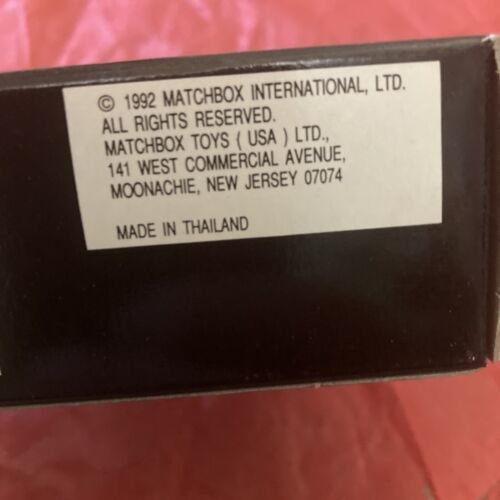 © 1992 MATCHBOX INTERNATIONAL, LTD.
ALL RIGHTS RESERVED.
MATCHBOX TOYS ( USA ) LTD.,
141 WEST COMMERCIAL AVENUE,
MOONACHIE, NEW JERSEY 07074
MADE IN THAILAND